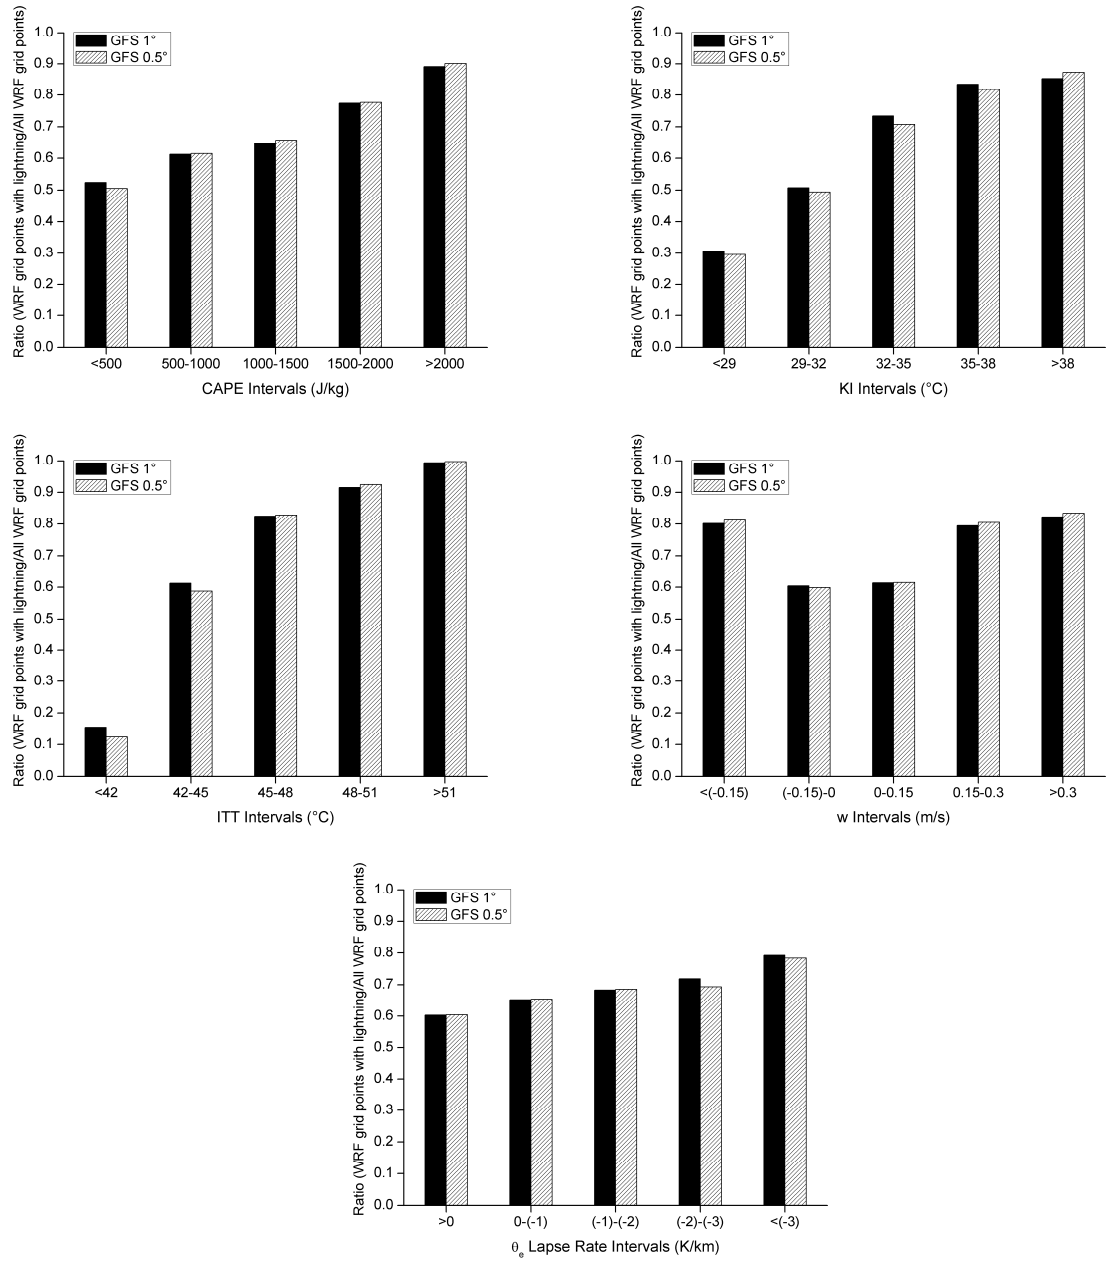 Ratio (WRF grid points with lightning/All WRF grid points)
1.0
0.9
0.8
0.7
0.6
0.5
0.4
0.3
0.2
0.1
0.0
GFS 1°
GFS 0.5°
<500 500-1000 1000-1500 1500-2000 >2000
CAPE Intervals (J/kg)
Ratio (WRF grid points with lightning/All WRF grid points)
1.0
0.9
0.8
0.7
0.6
0.5
0.4
0.3
0.2
0.1
0.0
GFS 1°
GFS 0.5°
<29 29-32 32-35 35-38 >38
KI Intervals (°C)
Ratio (WRF grid points with lightning/All WRF grid points)
1.0
0.9
0.8
0.7
0.6
0.5
0.4
0.3
0.2
0.1
0.0
GFS 1°
GFS 0.5°
<42 42-45 45-48 48-51 >51
ITT Intervals (°C)
Ratio (WRF grid points with lightning/All WRF grid points)
1.0
0.9
0.8
0.7
0.6
0.5
0.4
0.3
0.2
0.1
0.0
GFS 1°
GFS 0.5°
<(-0.15) (-0.15)-0 0-0.15 0.15-0.3 >0.3
w Intervals (m/s)
Ratio (WRF grid points with lightning/All WRF grid points)
1.0
0.9
0.8
0.7
0.6
0.5
0.4
0.3
0.2
0.1
0.0
GFS 1°
GFS 0.5°
>0 0-(-1) (-1)-(-2) (-2)-(-3) <(-3)
θe Lapse Rate Intervals (K/km)